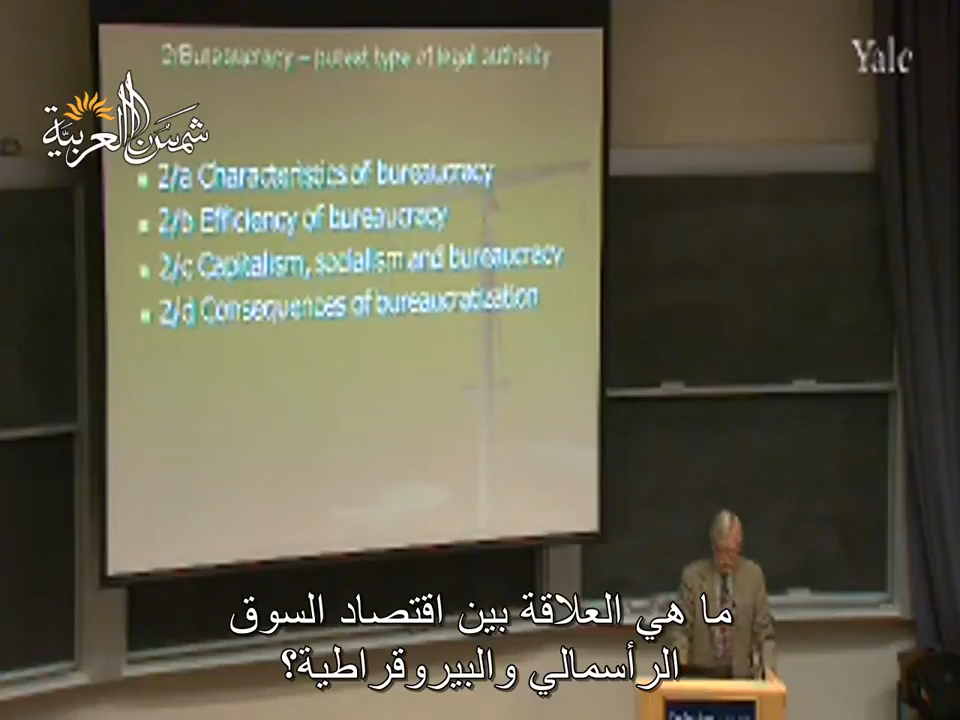 2) Bureaucracy – purest type of legal authority
Yale
شمس العربية
2/a Characteristics of bureaucracy
2/b Efficiency of bureaucracy
2/c Capitalism, socialism and bureaucracy
2/d Consequences of bureaucratization
ما هي العلاقة بين اقتصاد السوق
الرأسمالي والبيروقراطية؟